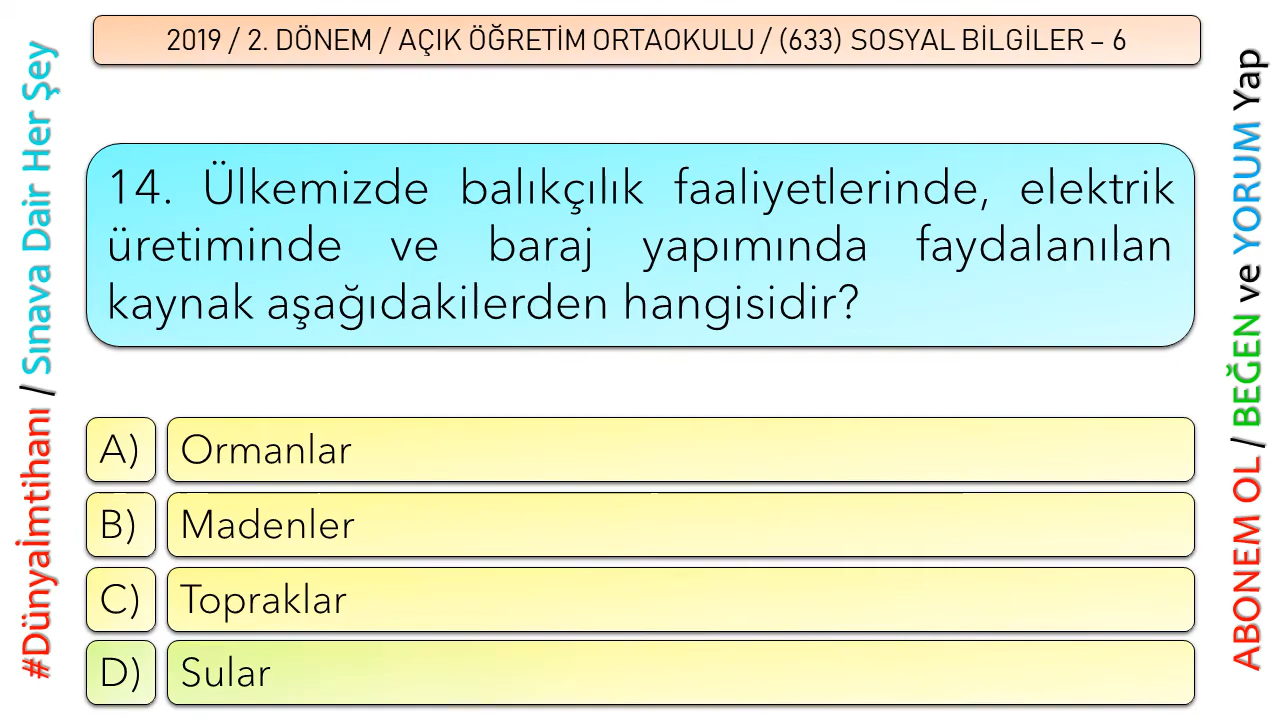 2019 / 2. DÖNEM / AÇIK ÖĞRETİM ORTAOKULU / (633) SOSYAL BİLGİLER – 6
#Dünyaİmtihanı / Sınava Dair Her Şey
14. Ülkemizde balıkçılık faaliyetlerinde, elektrik
üretiminde ve baraj yapımında faydalanılan
kaynak aşağıdakilerden hangisidir?
A) Ormanlar
B) Madenler
C) Topraklar
D) Sular
ABONEM OL / BEĞEN ve YORUM Yap